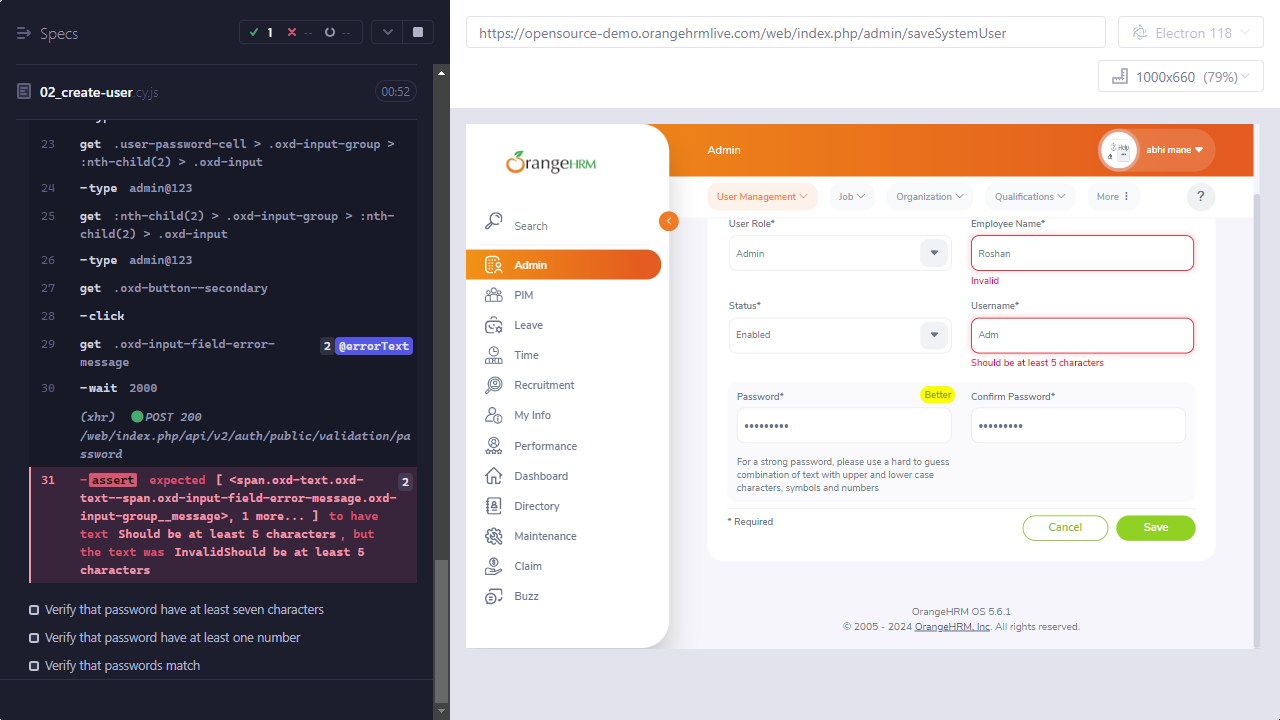 Specs
1
--
--
02_create-user.cy.js
00:52
23 get .user-password-cell > .oxd-input-group >
:nth-child(2) > .oxd-input
24 -type admin@123
25 get :nth-child(2) > .oxd-input-group > :nth-
child(2) > .oxd-input
26 -type admin@123
27 get .oxd-button--secondary
28 -click
29 get .oxd-input-field-error-
message
2 @errorText
30 -wait 2000
(xhr) POST 200
/web/index.php/api/v2/auth/public/validation/pa
ssword
31 -assert expected [ <span.oxd-text.oxd-
text--span.oxd-input-field-error-message.oxd-
input-group__message>, 1 more... ] to have
text Should be at least 5 characters, but
the text was InvalidShould be at least 5
characters
2
Verify that password have at least seven characters
Verify that password have at least one number
Verify that passwords match
https://opensource-demo.orangehrmlive.com/web/index.php/admin/saveSystemUser
Electron 118
1000x660 (79%)
OrangeHRM
Search
Admin
PIM
Leave
Time
Recruitment
My Info
Performance
Dashboard
Directory
Maintenance
Claim
Buzz
Admin
Help
abhi mane
User Management
Job
Organization
Qualifications
More
?
User Role*
Admin
Employee Name*
Roshan
Invalid
Status*
Enabled
Username*
Adm
Should be at least 5 characters
Password*
Better
•••••••••
Confirm Password*
•••••••••
For a strong password, please use a hard to guess
combination of text with upper and lower case
characters, symbols and numbers
* Required
Cancel
Save
OrangeHRM OS 5.6.1
© 2005 - 2024 OrangeHRM, Inc. All rights reserved.